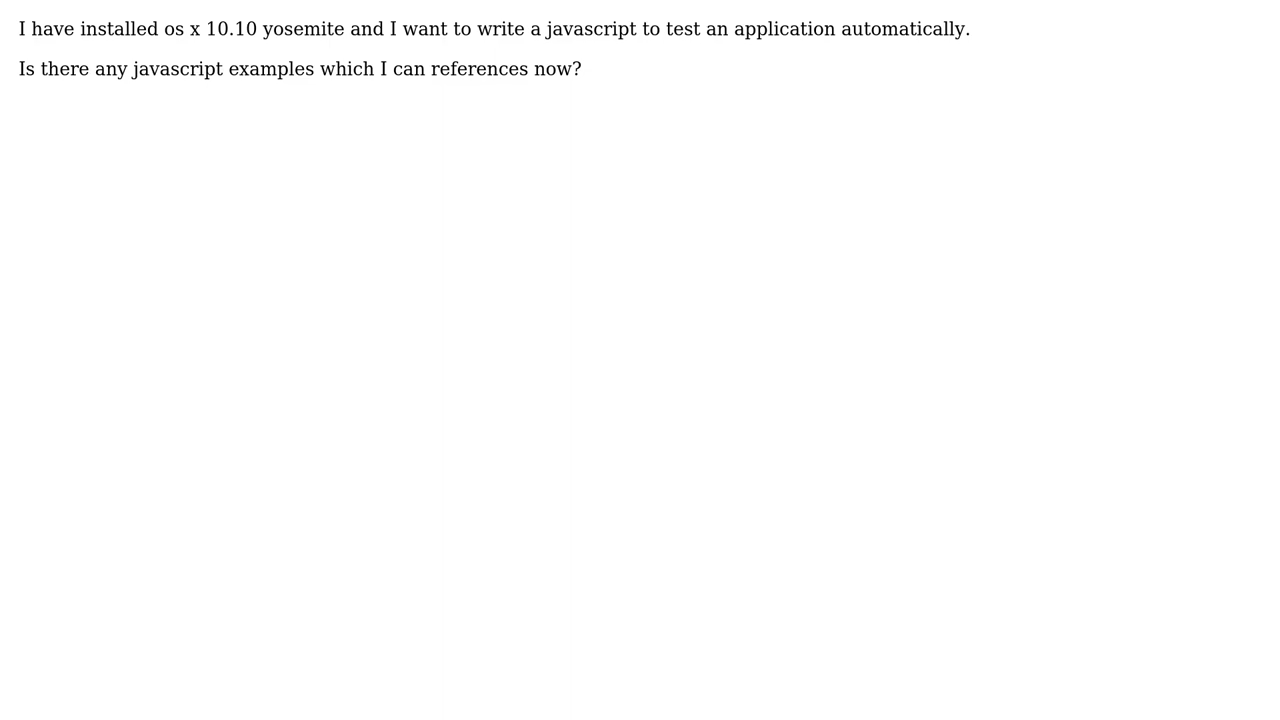 I have installed os x 10.10 yosemite and I want to write a javascript to test an application automatically.
Is there any javascript examples which I can references now?